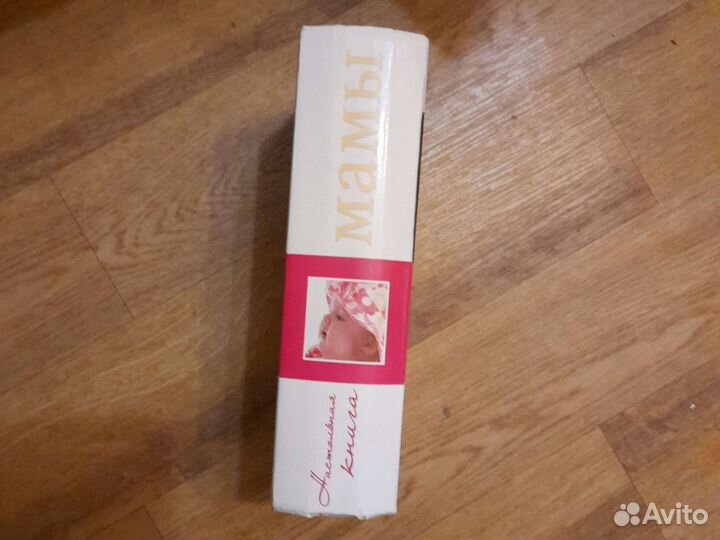 Настольная
книга
мамы
Avito